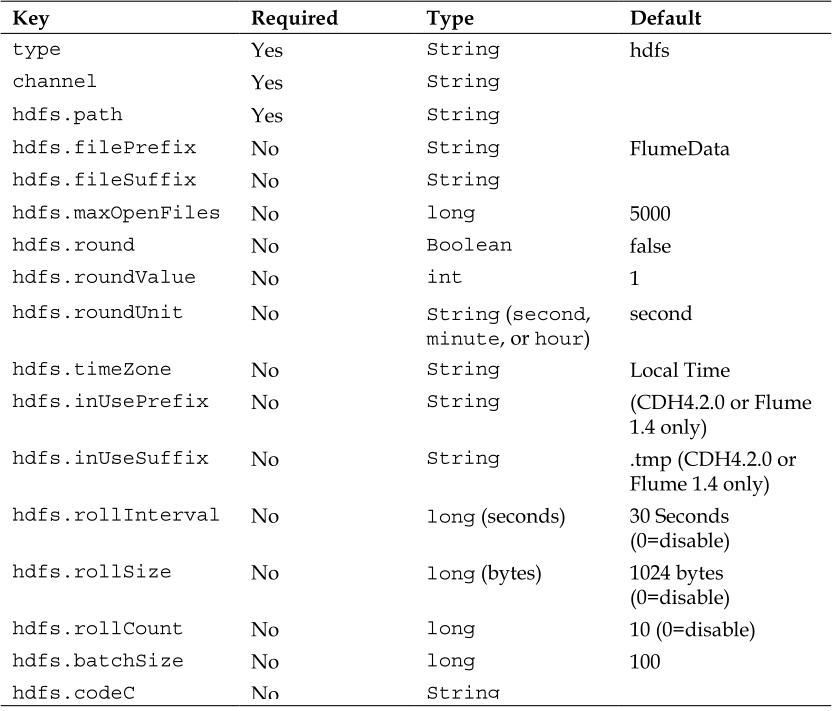 Key Required Type Default
type Yes String hdfs
channel Yes String
hdfs.path Yes String
hdfs.filePrefix No String FlumeData
hdfs.fileSuffix No String
hdfs.maxOpenFiles No long 5000
hdfs.round No Boolean false
hdfs.roundValue No int 1
hdfs.roundUnit No String (second, second
minute, or hour)
hdfs.timeZone No String Local Time
hdfs.inUsePrefix No String (CDH4.2.0 or Flume
1.4 only)
hdfs.inUseSuffix No String .tmp (CDH4.2.0 or
Flume 1.4 only)
hdfs.rollInterval No long (seconds) 30 Seconds
(0=disable)
hdfs.rollSize No long (bytes) 1024 bytes
(0=disable)
hdfs.rollCount No long 10 (0=disable)
hdfs.batchSize No long 100
hdfs.codeC No String